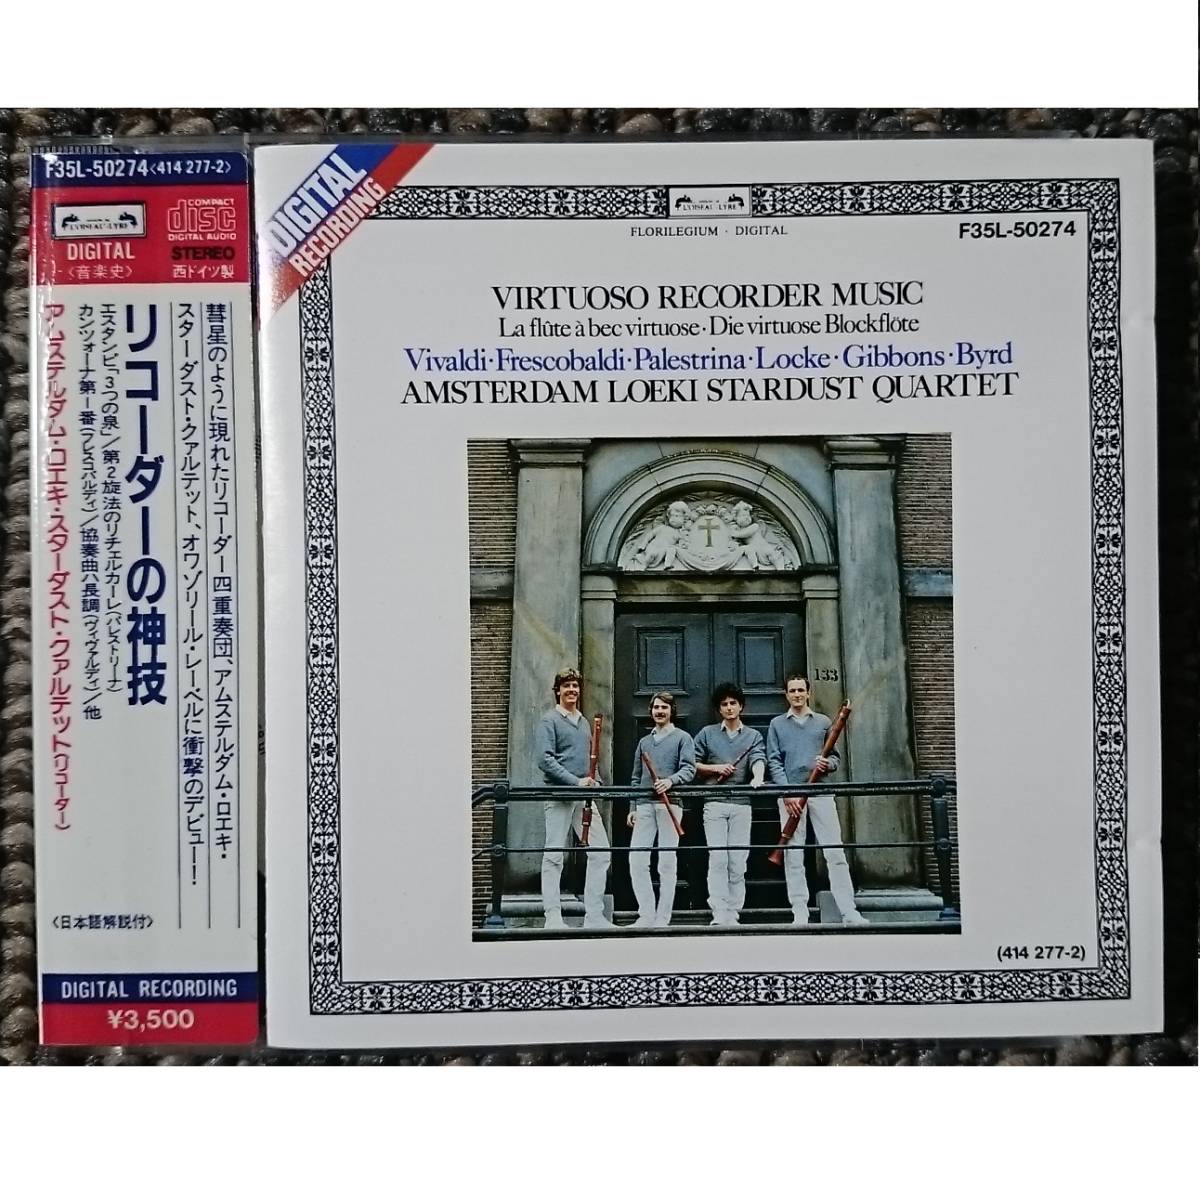 F35L-50274<414 277-2>
L'OISEAU-LYRE
COMPACT
disc
DIGITAL AUDIO
DIGITAL
STEREO
<音楽史>
西ドイツ製
彗星のように現れたリコーダー四重奏団、アムステルダム・ロエキ・
スターダスト・クァルテット、オワゾリール・レーベルに衝撃のデビュー!
リコーダーの神技
エスタンピ「3つの泉」/第2旋法のリチェルカーレ(パレストリーナ)
カンツォーナ第1番(フレスコバルディ)/協奏曲ハ長調(ヴィヴァルディ)/他
アムステルダム・ロエキ・スターダスト・クァルテット(リコーダー)
<日本語解説付>
DIGITAL RECORDING
¥3,500
DIGITAL
RECORDING
L'OISEAU-LYRE
FLORILEGIUM · DIGITAL
F35L-50274
VIRTUOSO RECORDER MUSIC
La flûte à bec virtuose · Die virtuose Blockflöte
Vivaldi · Frescobaldi · Palestrina · Locke · Gibbons · Byrd
AMSTERDAM LOEKI STARDUST QUARTET
133
(414 277-2)